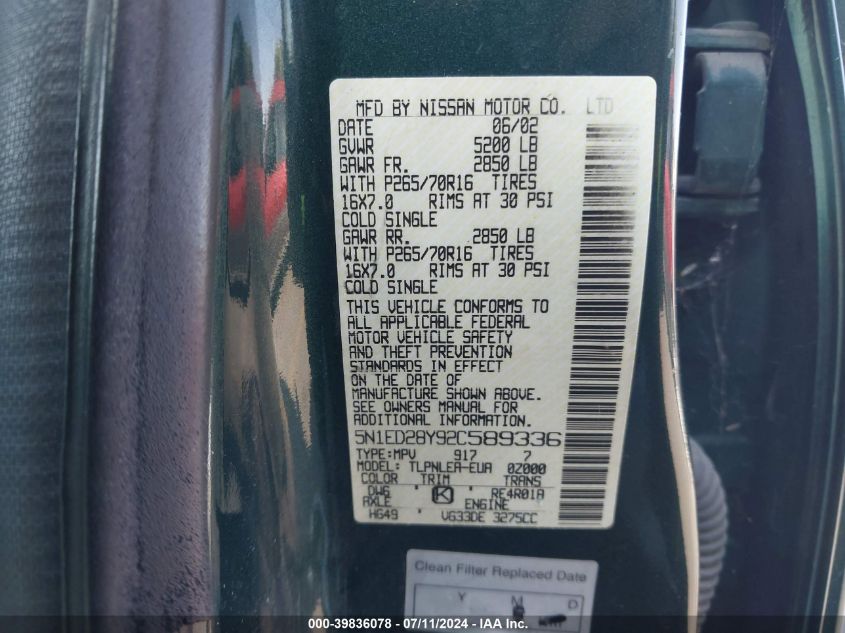 MFD BY NISSAN MOTOR CO. LTD
DATE 06/02
GVWR 5200 LB
GAWR FR. 2850 LB
WITH P265/70R16 TIRES
16X7.0 RIMS AT 30 PSI
COLD SINGLE
GAWR RR. 2850 LB
WITH P265/70R16 TIRES
16X7.0 RIMS AT 30 PSI
COLD SINGLE
THIS VEHICLE CONFORMS TO
ALL APPLICABLE FEDERAL
MOTOR VEHICLE SAFETY
AND THEFT PREVENTION
STANDARDS IN EFFECT
ON THE DATE OF
MANUFACTURE SHOWN ABOVE.
SEE OWNERS MANUAL FOR
ADDITIONAL INFORMATION.
5N1ED28Y92C589336
TYPE:MPV 917 7
MODEL: TLPNLEA-EUA 0Z000
COLOR TRIM TRANS
DW6 K RE4R01A
AXLE ENGINE
HG49 VG33DE 3275CC
Clean Filter Replaced Date
Y M D
000-39836078 - 07/11/2024 - IAA Inc.